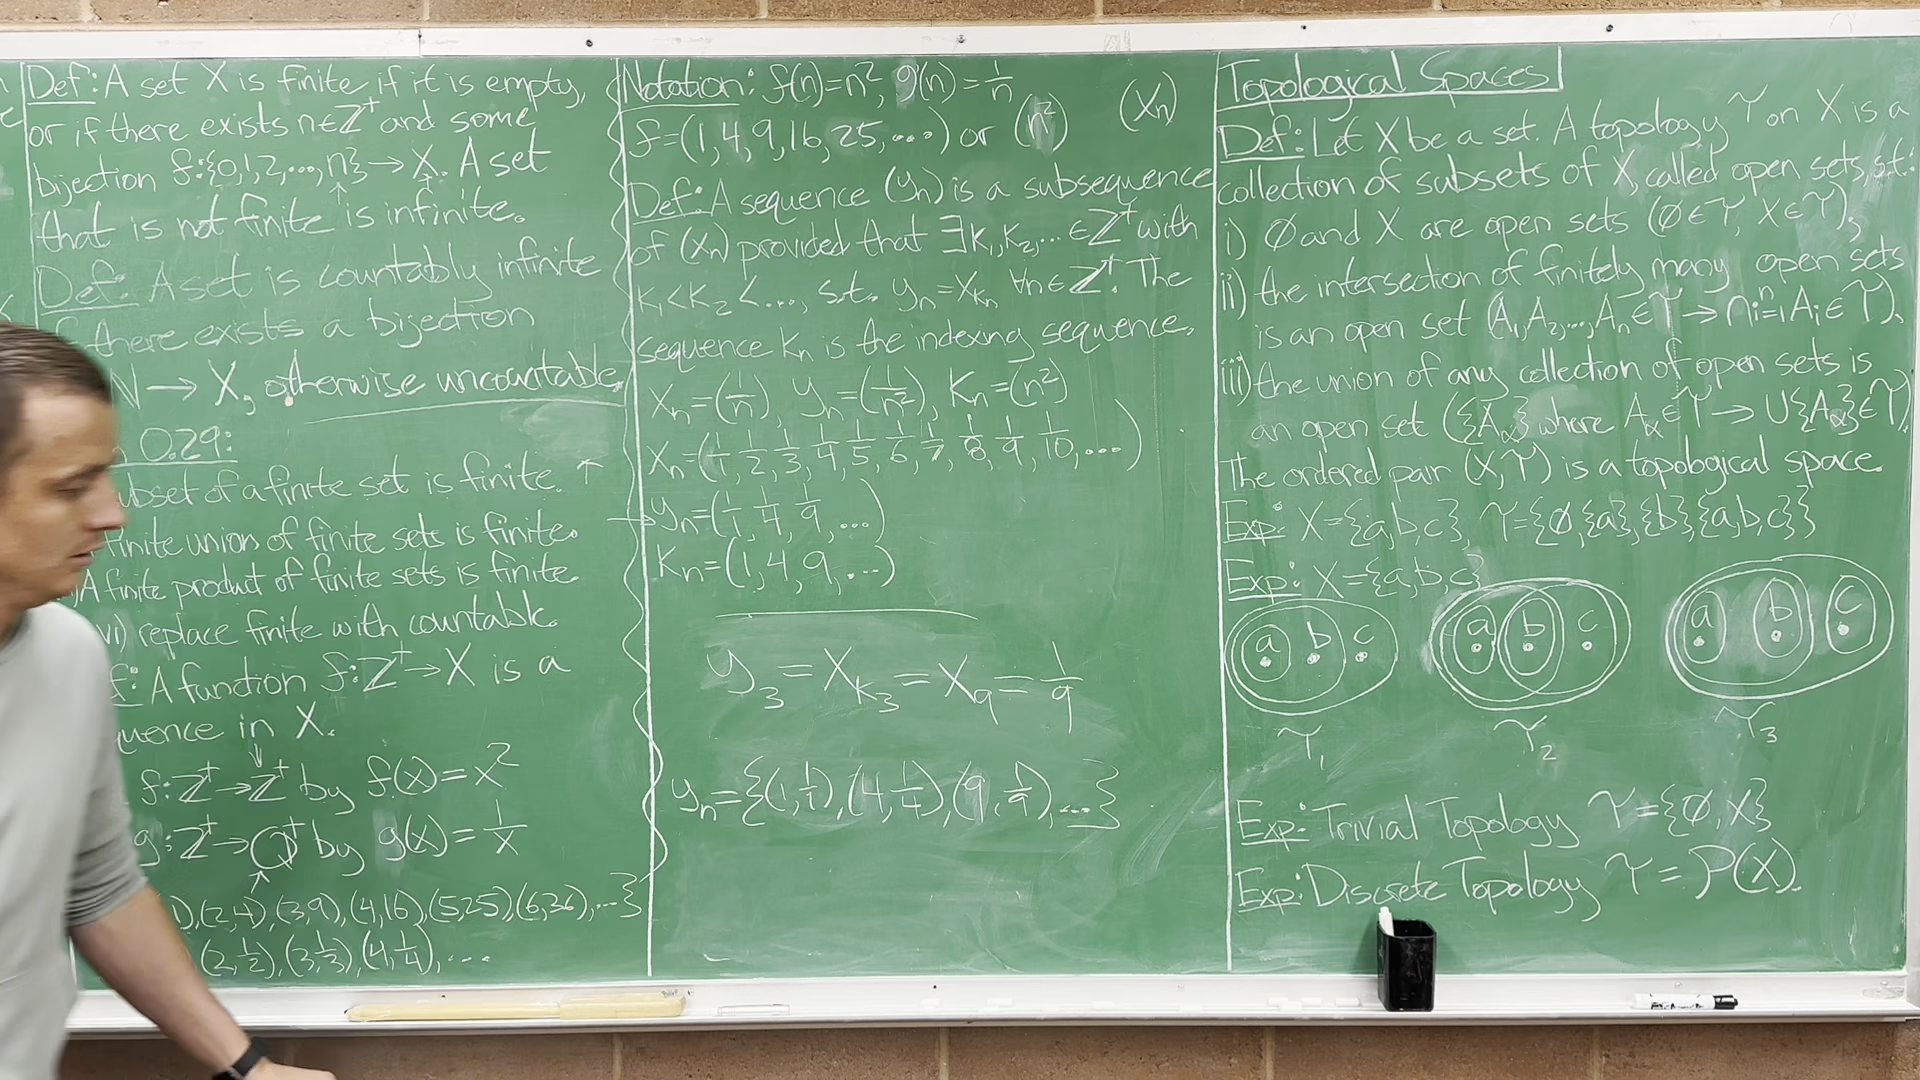 Def: A set X is finite if it is empty,
or if there exists n∈Z⁺ and some
bijection f:{0,1,2,...,n}→X. A set
that is not finite is infinite.
Def: A set is countably infinite
there exists a bijection
N→X, otherwise uncountable.
0.29:
ubset of a finite set is finite.
finite union of finite sets is finite.
A finite product of finite sets is finite.
vi) replace finite with countable.
f: A function f:Z⁺→X is a
quence in X.
f:Z⁺→Z⁺ by f(x)=x²
g:Z⁺→Q⁺ by g(x)=1/x
),(2,4),(3,9),(4,16),(5,25),(6,36),...}
(2,1/2),(3,1/3),(4,1/4),...
Notation: f(n)=n², g(n)=1/n
(Xn)
f=(1,4,9,16,25,...) or (n²)
Def: A sequence (yn) is a subsequence
of (xn) provided that ∃K₁,K₂,...∈Z⁺ with
K₁<K₂<..., s.t. yn=XKn ∀n∈Z⁺. The
sequence Kn is the indexing sequence.
Xn=(1/n), yn=(1/n²), Kn=(n²)
Xn=(1/1,1/2,1/3,1/4,1/5,1/6,1/7,1/8,1/9,1/10,...)
yn=(1/1,1/4,1/9,...)
Kn=(1,4,9,...)
y₃=XK₃=X₉=1/9
yn={(1,1/1),(4,1/4),(9,1/9),...}
Topological Spaces
Def: Let X be a set. A topology 𝒯 on X is a
collection of subsets of X, called open sets, s.t.
i) ∅ and X are open sets (∅∈𝒯, X∈𝒯),
ii) the intersection of finitely many open sets
is an open set (A₁,A₂,...,An∈𝒯→∩ⁿi=1 Ai∈𝒯),
iii) the union of any collection of open sets is
an open set ({Aα} where Aα∈𝒯→∪{Aα}∈𝒯).
The ordered pair (X,𝒯) is a topological space.
Exp: X={a,b,c}, 𝒯={∅,{a},{b},{a,b,c}}
Exp: X={a,b,c}
a b c
a b c
a b c
𝒯₁
𝒯₂
𝒯₃
Exp: Trivial Topology 𝒯={∅,X}
Exp: Discrete Topology 𝒯=P(X).